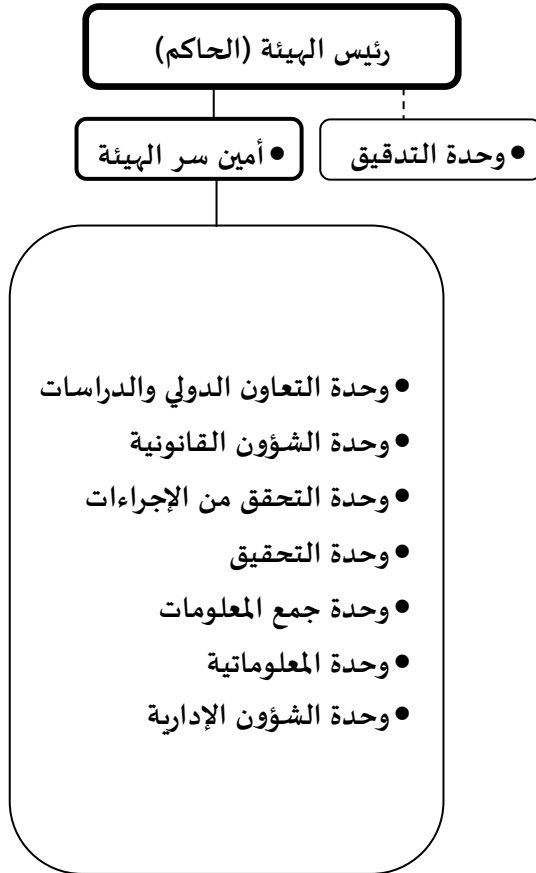 رئيس الهيئة (الحاكم)
• وحدة التدقيق
• أمين سر الهيئة
• وحدة التعاون الدولي والدراسات
• وحدة الشؤون القانونية
• وحدة التحقق من الإجراءات
• وحدة التحقيق
• وحدة جمع المعلومات
• وحدة المعلوماتية
• وحدة الشؤون الإدارية